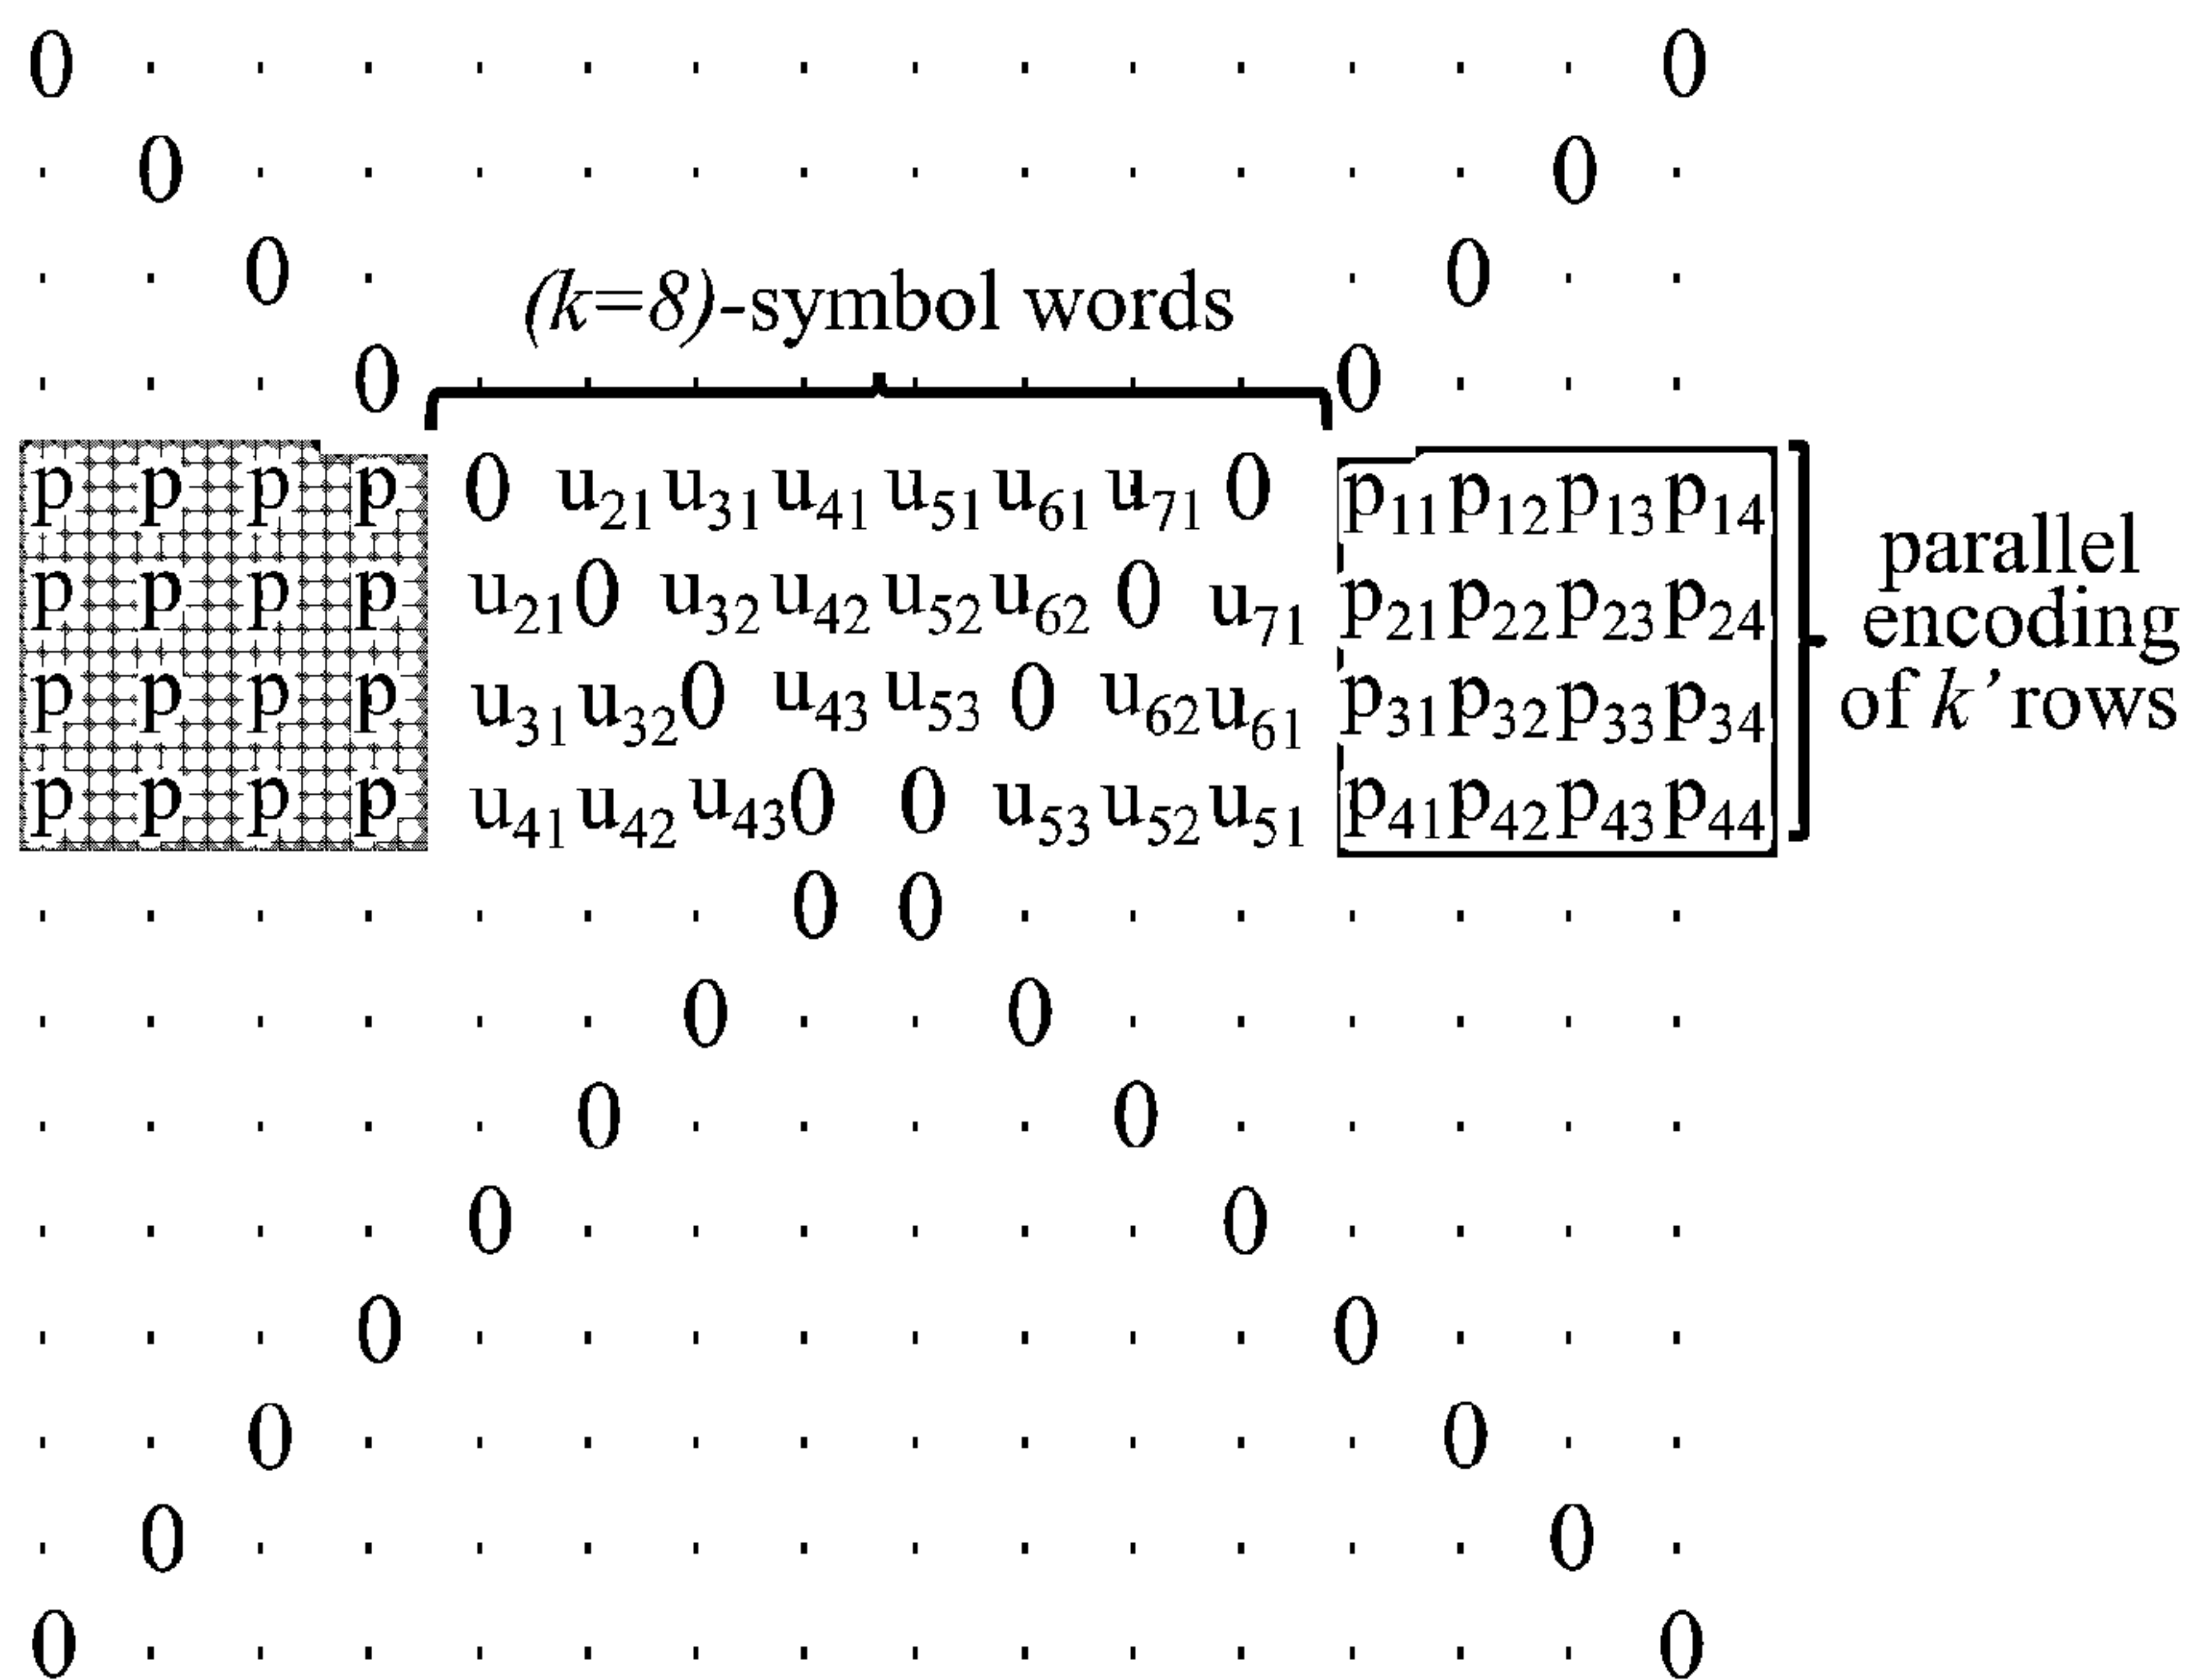 0 . . . . . . . . . . . . . . 0
. 0 . . . . . . . . . . . . 0 .
. . 0 . . 0 . .
(k=8)-symbol words
. . . 0 . . . . . . . . 0 . . .
p p p p 0 u21 u31 u41 u51 u61 u71 0 p11 p12 p13 p14
p p p p u21 0 u32 u42 u52 u62 0 u71 p21 p22 p23 p24
p p p p u31 u32 0 u43 u53 0 u62 u61 p31 p32 p33 p34
p p p p u41 u42 u43 0 0 u53 u52 u51 p41 p42 p43 p44
parallel
encoding
of k’ rows
. . . . . . . 0 0 . . . . . . .
. . . . . . 0 . . 0 . . . . . .
. . . . . 0 . . . . 0 . . . . .
. . . . 0 . . . . . . 0 . . . .
. . . 0 . . . . . . . . 0 . . .
. . 0 . . . . . . . . . . 0 . .
. 0 . . . . . . . . . . . . 0 .
0 . . . . . . . . . . . . . . 0